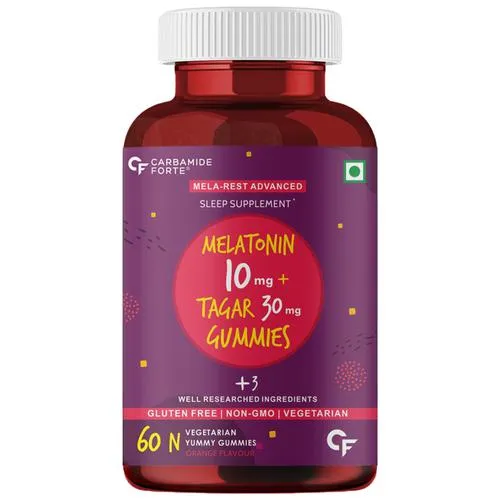 CARBAMIDE
FORTE®
MELA-REST ADVANCED
SLEEP SUPPLEMENT*
MELATONIN
10 mg +
TAGAR 30 mg
GUMMIES
+3
WELL RESEARCHED INGREDIENTS
GLUTEN FREE | NON-GMO | VEGETARIAN
60 N VEGETARIAN
YUMMY GUMMIES
ORANGE FLAVOUR
CF